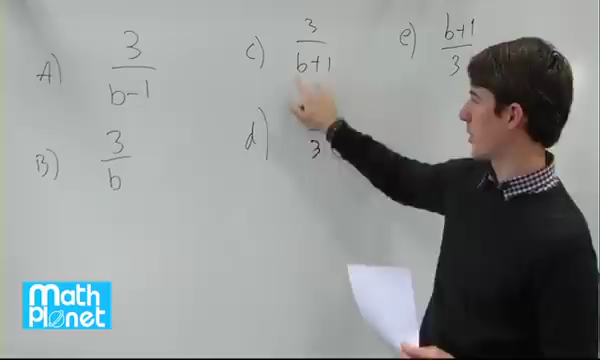 A) 3/(b-1)
B) 3/b
c) 3/(b+1)
d) 3
e) (b+1)/3
Math
Planet